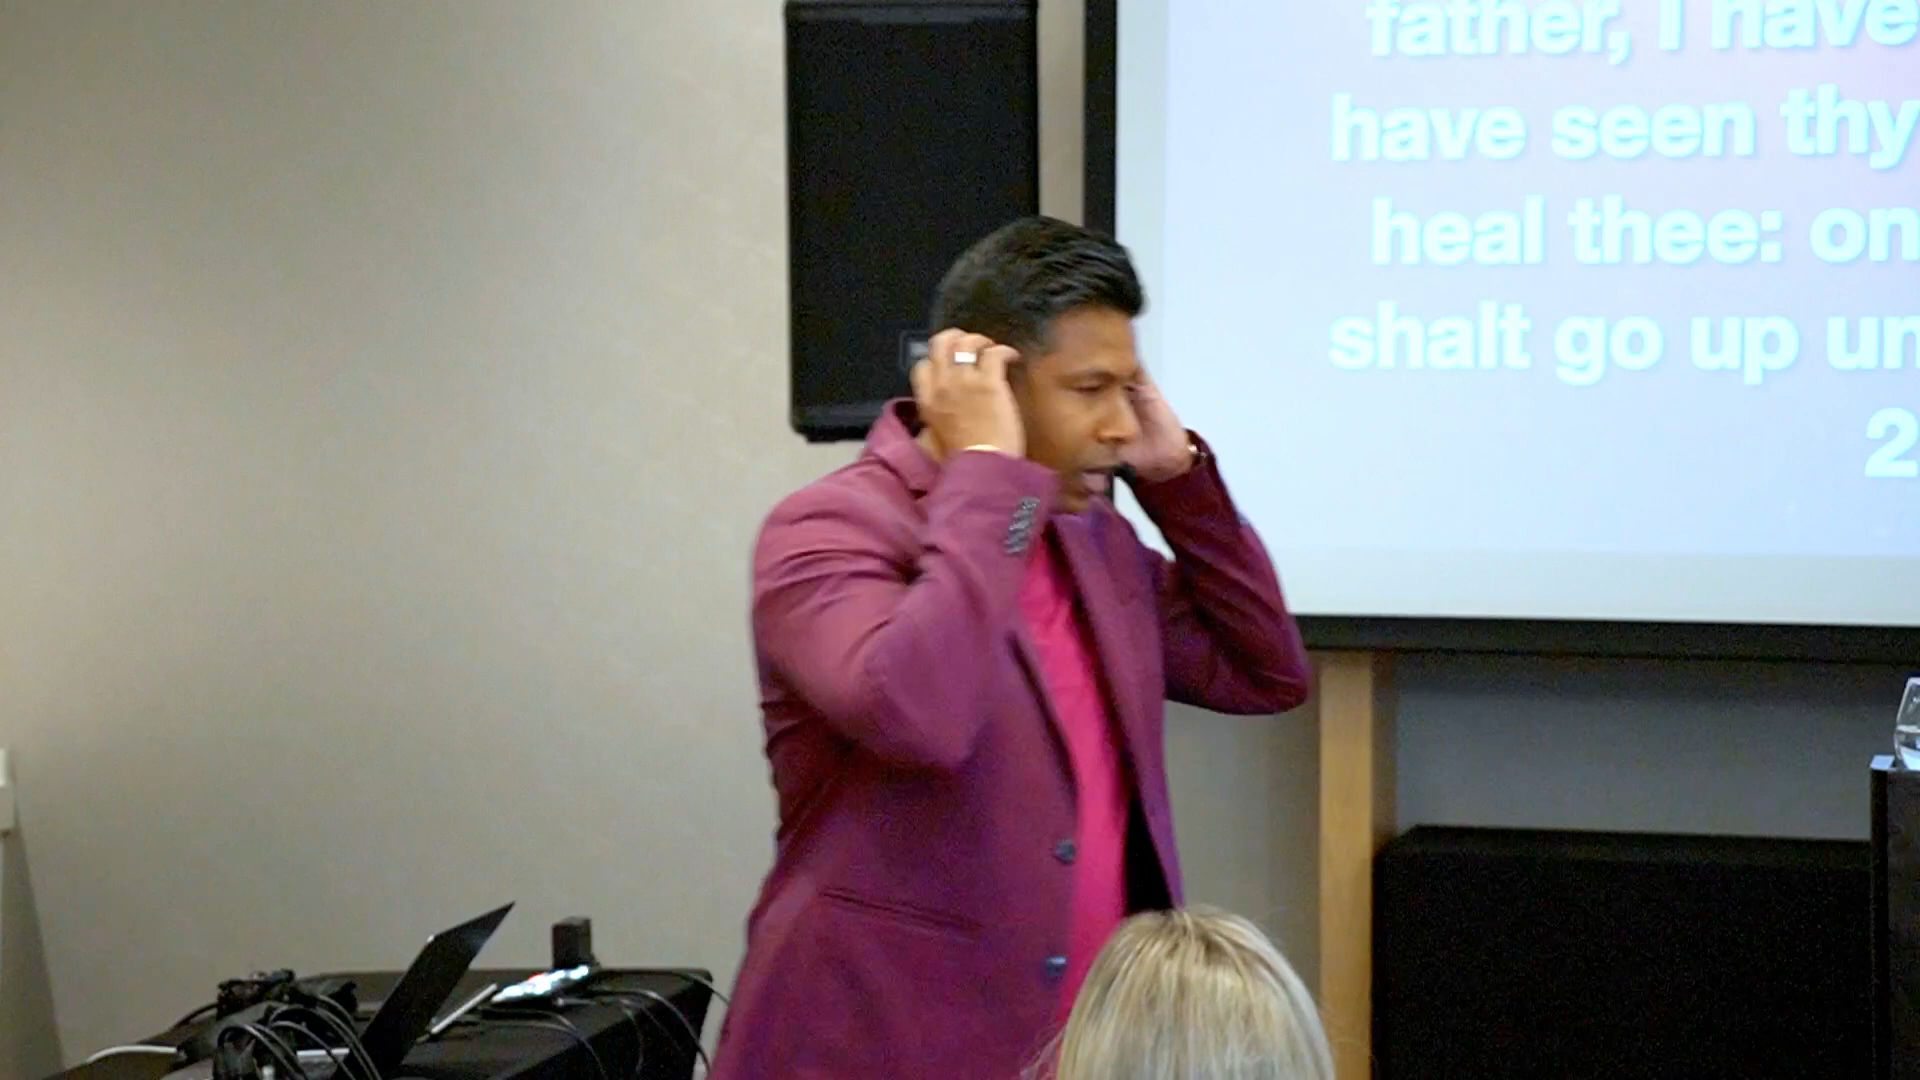 father, I have
have seen thy
heal thee: on
shalt go up un
2